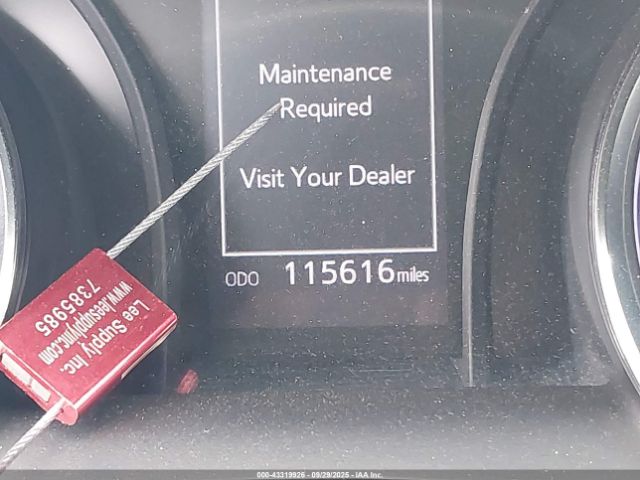 Maintenance
Required
Visit Your Dealer
ODO 115616 miles
Lee Supply Inc.
www.leesupplyinc.com
7385985
000-43319926 - 09/29/2025 - IAA Inc.